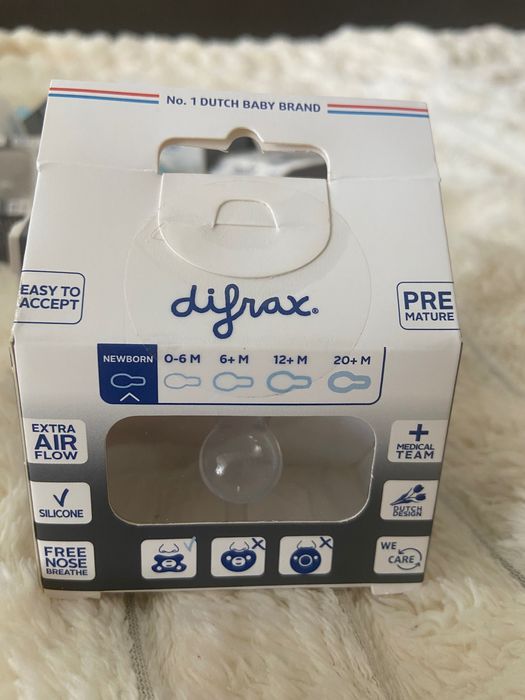 No. 1 DUTCH BABY BRAND
difrax®
EASY TO
ACCEPT
PRE
MATURE
NEWBORN
0-6 M
6+ M
12+ M
20+ M
EXTRA
AIR
FLOW
SILICONE
FREE
NOSE
BREATHE
MEDICAL
TEAM
DUTCH
DESIGN
WE
CARE